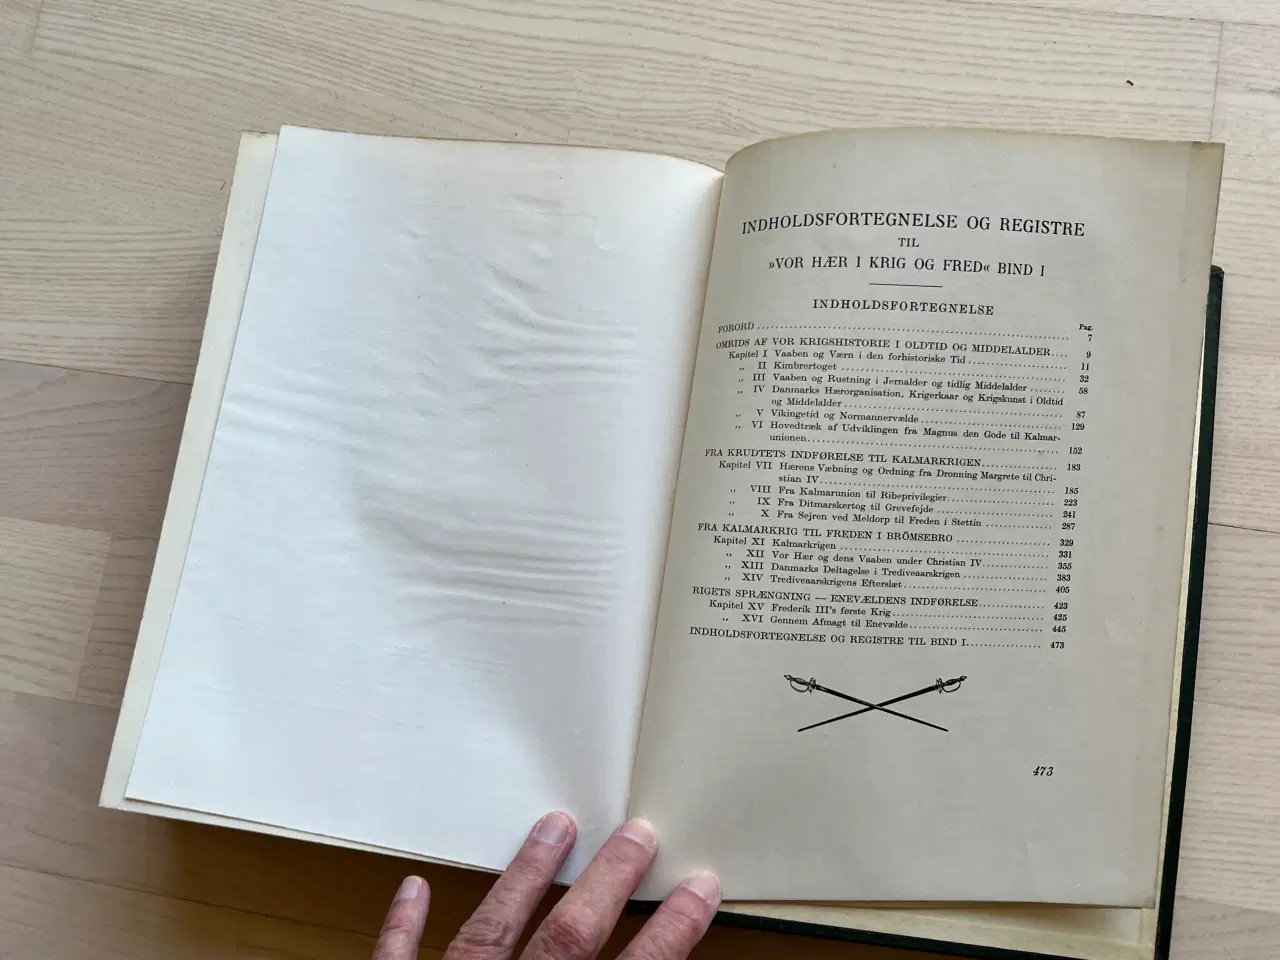 INDHOLDSFORTEGNELSE OG REGISTRE
TIL
»VOR HÆR I KRIG OG FRED« BIND I
INDHOLDSFORTEGNELSE
Pag.
FORORD ........ 7
OMRIDS AF VOR KRIGSHISTORIE I OLDTID OG MIDDELALDER.... 9
Kapitel I Vaaben og Værn i den forhistoriske Tid ........ 11
„ II Kimbrertoget ........ 32
„ III Vaaben og Rustning i Jernalder og tidlig Middelalder ........ 58
„ IV Danmarks Hærorganisation, Krigerkaar og Krigskunst i Oldtid
og Middelalder ........ 87
„ V Vikingetid og Normannervælde ........ 129
„ VI Hovedtræk af Udviklingen fra Magnus den Gode til Kalmar-
unionen ........ 152
FRA KRUDTETS INDFØRELSE TIL KALMARKRIGEN ........ 183
Kapitel VII Hærens Væbning og Ordning fra Dronning Margrete til Chri-
stian IV ........ 185
„ VIII Fra Kalmarunion til Ribeprivilegier ........ 223
„ IX Fra Ditmarskertog til Grevefejde ........ 241
„ X Fra Sejren ved Meldorp til Freden i Stettin ........ 287
FRA KALMARKRIG TIL FREDEN I BRÖMSEBRO ........ 329
Kapitel XI Kalmarkrigen ........ 331
„ XII Vor Hær og dens Vaaben under Christian IV ........ 355
„ XIII Danmarks Deltagelse i Trediveaarskrigen ........ 383
„ XIV Trediveaarskrigens Efterslæt ........ 405
RIGETS SPRÆNGNING — ENEVÆLDENS INDFØRELSE ........ 423
Kapitel XV Frederik III's første Krig ........ 425
„ XVI Gennem Afmagt til Enevælde ........ 445
INDHOLDSFORTEGNELSE OG REGISTRE TIL BIND I ........ 473
473